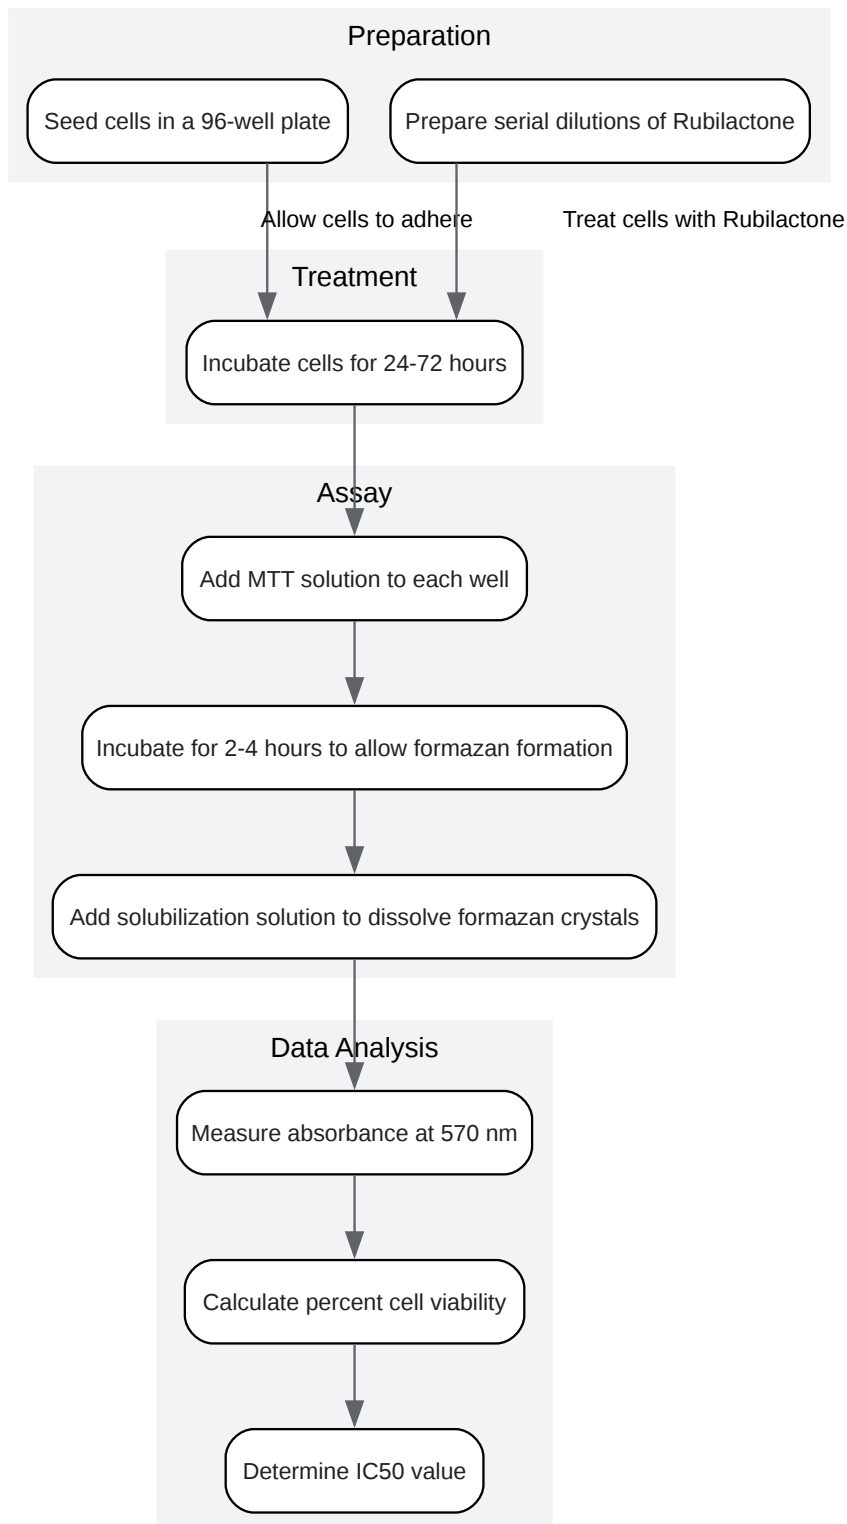 Preparation
Seed cells in a 96-well plate
Prepare serial dilutions of Rubilactone
Allow cells to adhere
Treat cells with Rubilactone
Treatment
Incubate cells for 24-72 hours
Assay
Add MTT solution to each well
Incubate for 2-4 hours to allow formazan formation
Add solubilization solution to dissolve formazan crystals
Data Analysis
Measure absorbance at 570 nm
Calculate percent cell viability
Determine IC50 value